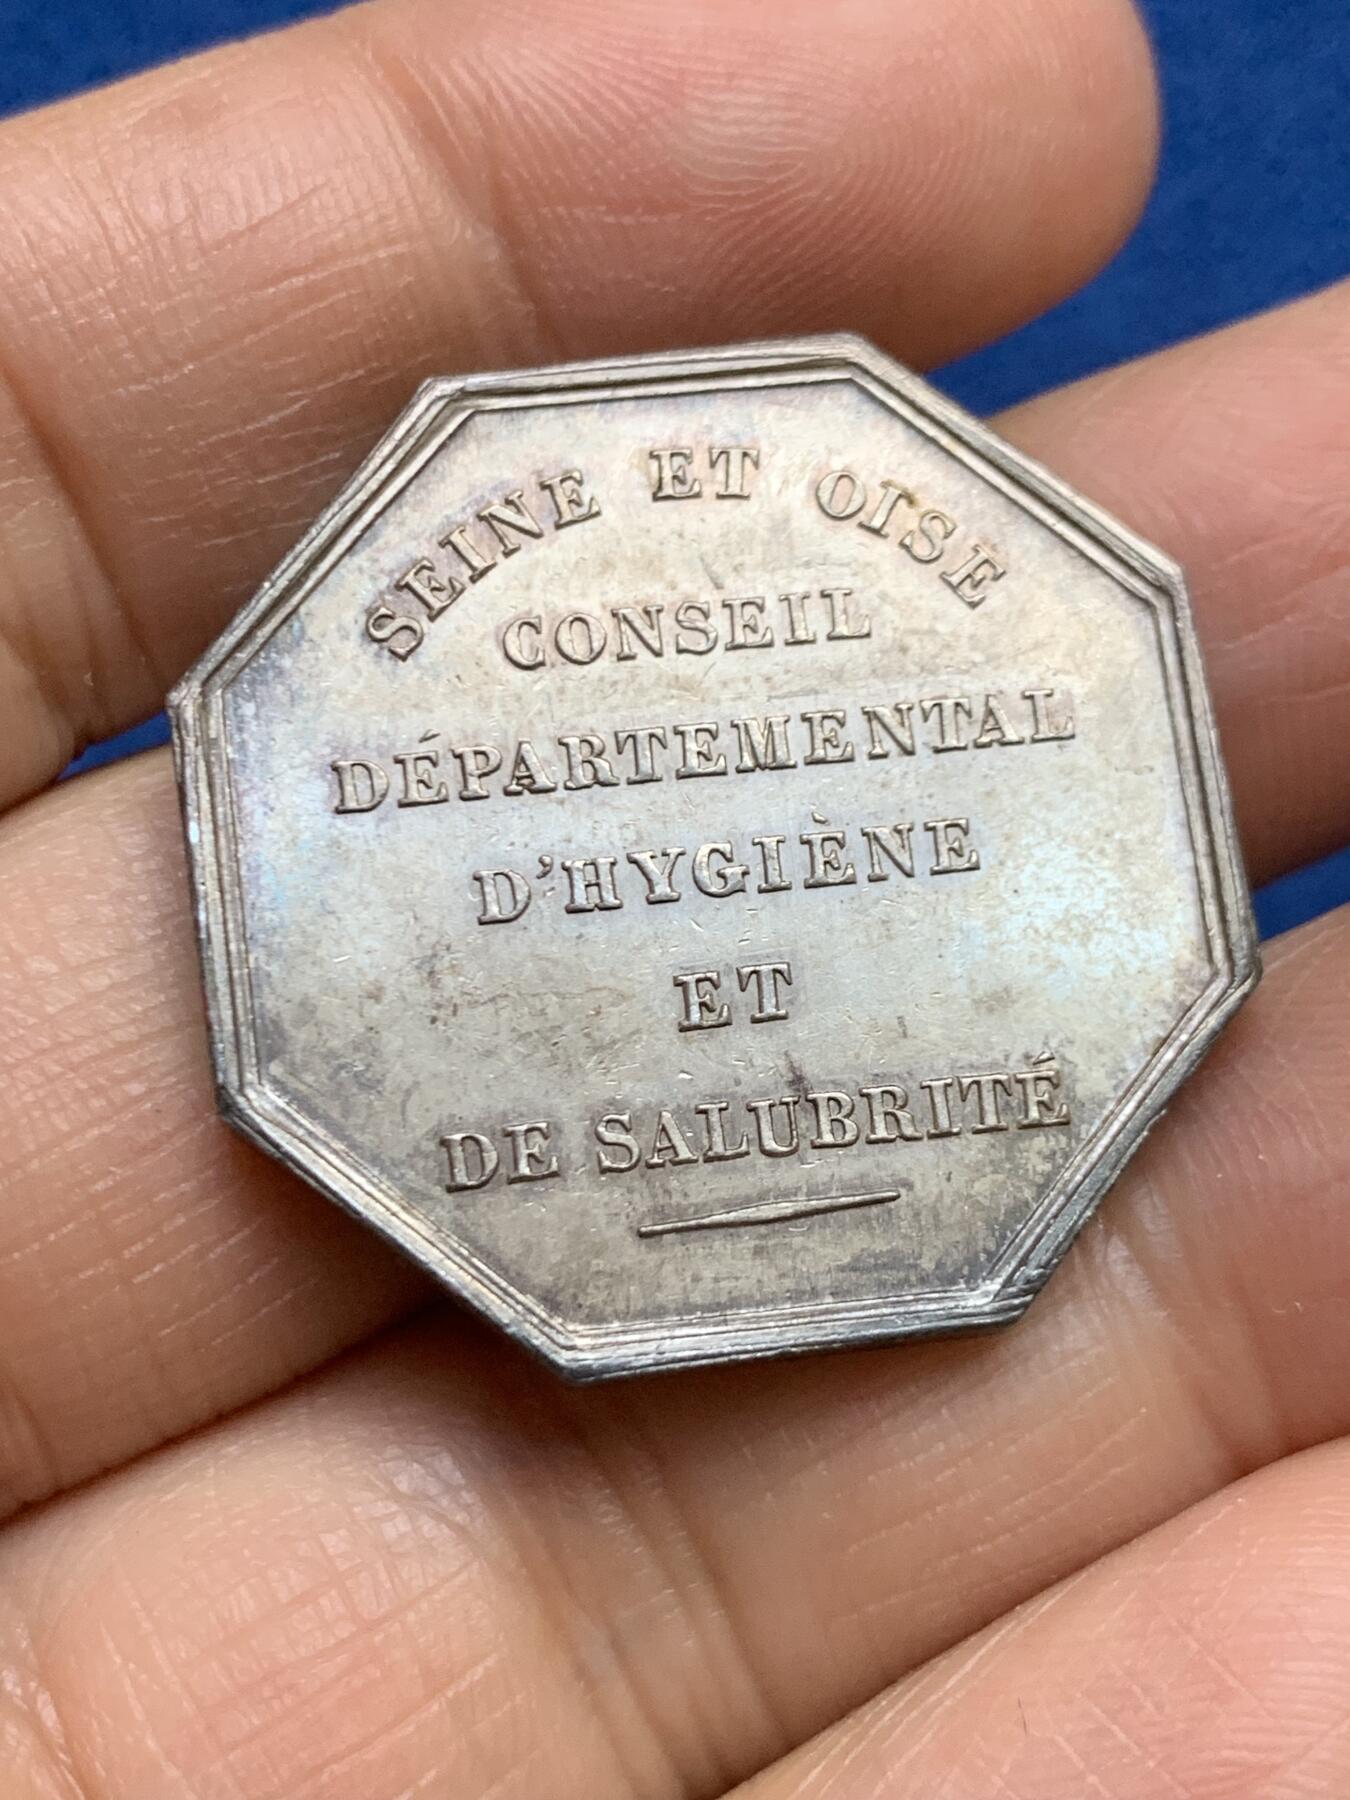 SEINE ET OISE
CONSEIL
DÉPARTEMENTAL
D'HYGIÈNE
ET
DE SALUBRITÉ